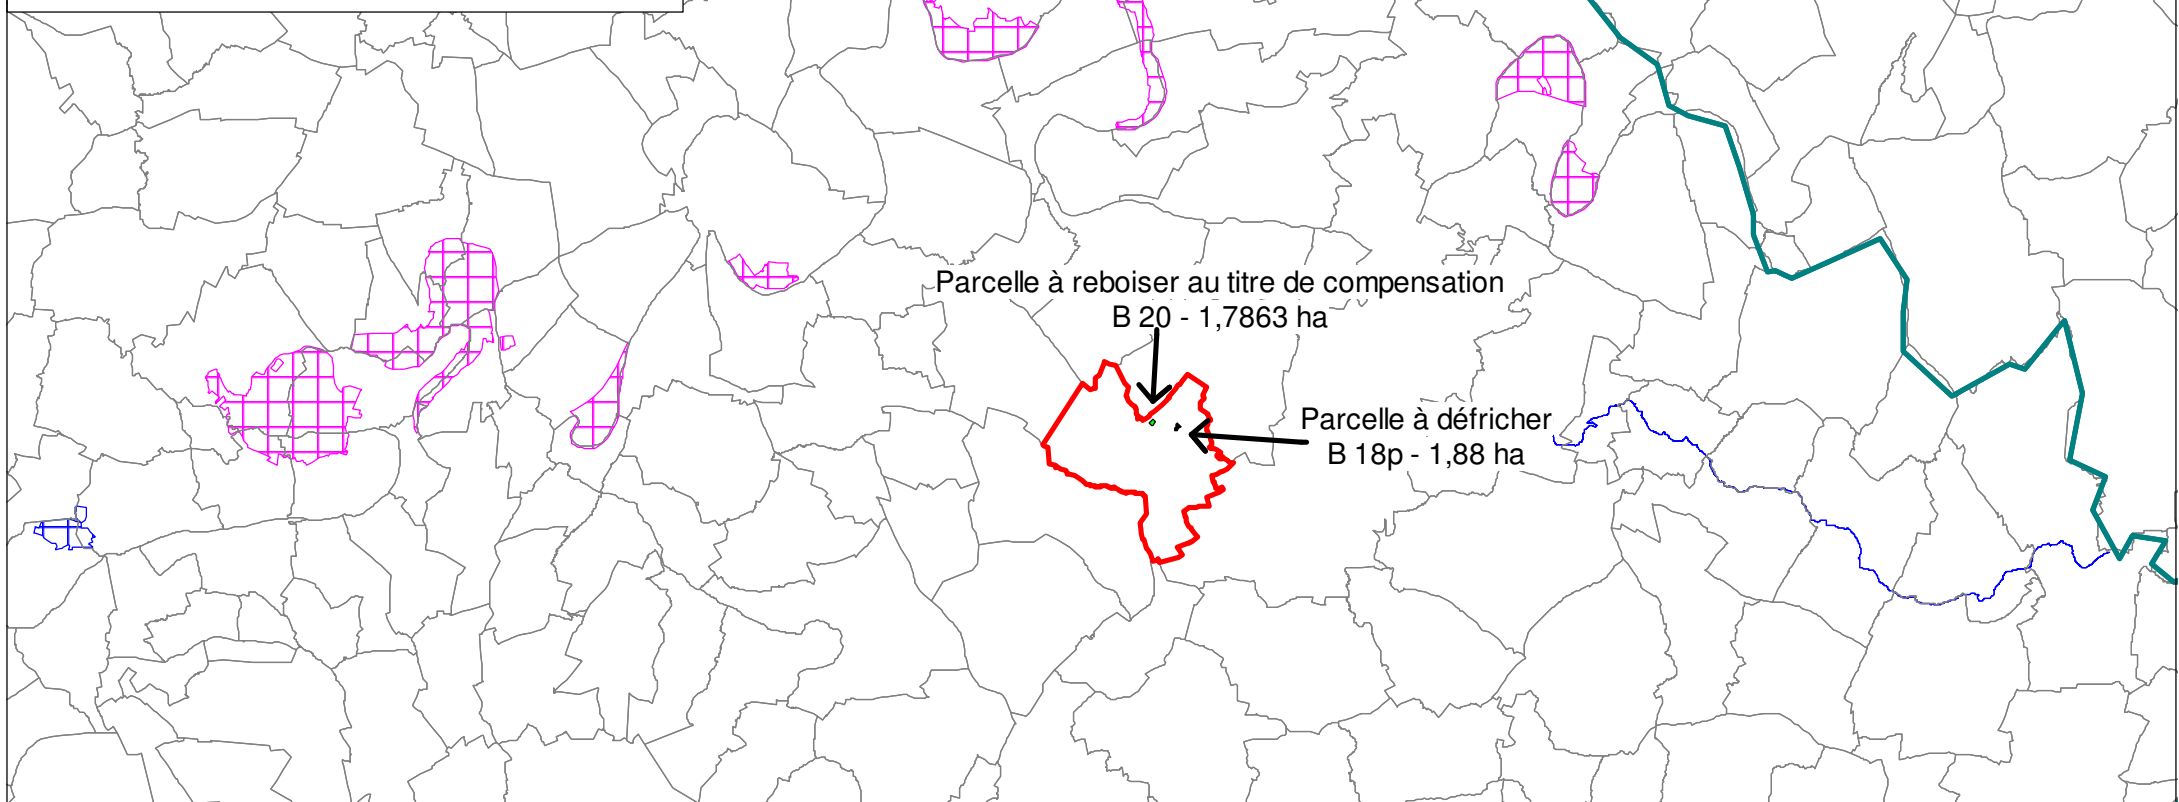 Parcelle à reboiser au titre de compensation
B 20 - 1,7863 ha
Parcelle à défricher
B 18p - 1,88 ha